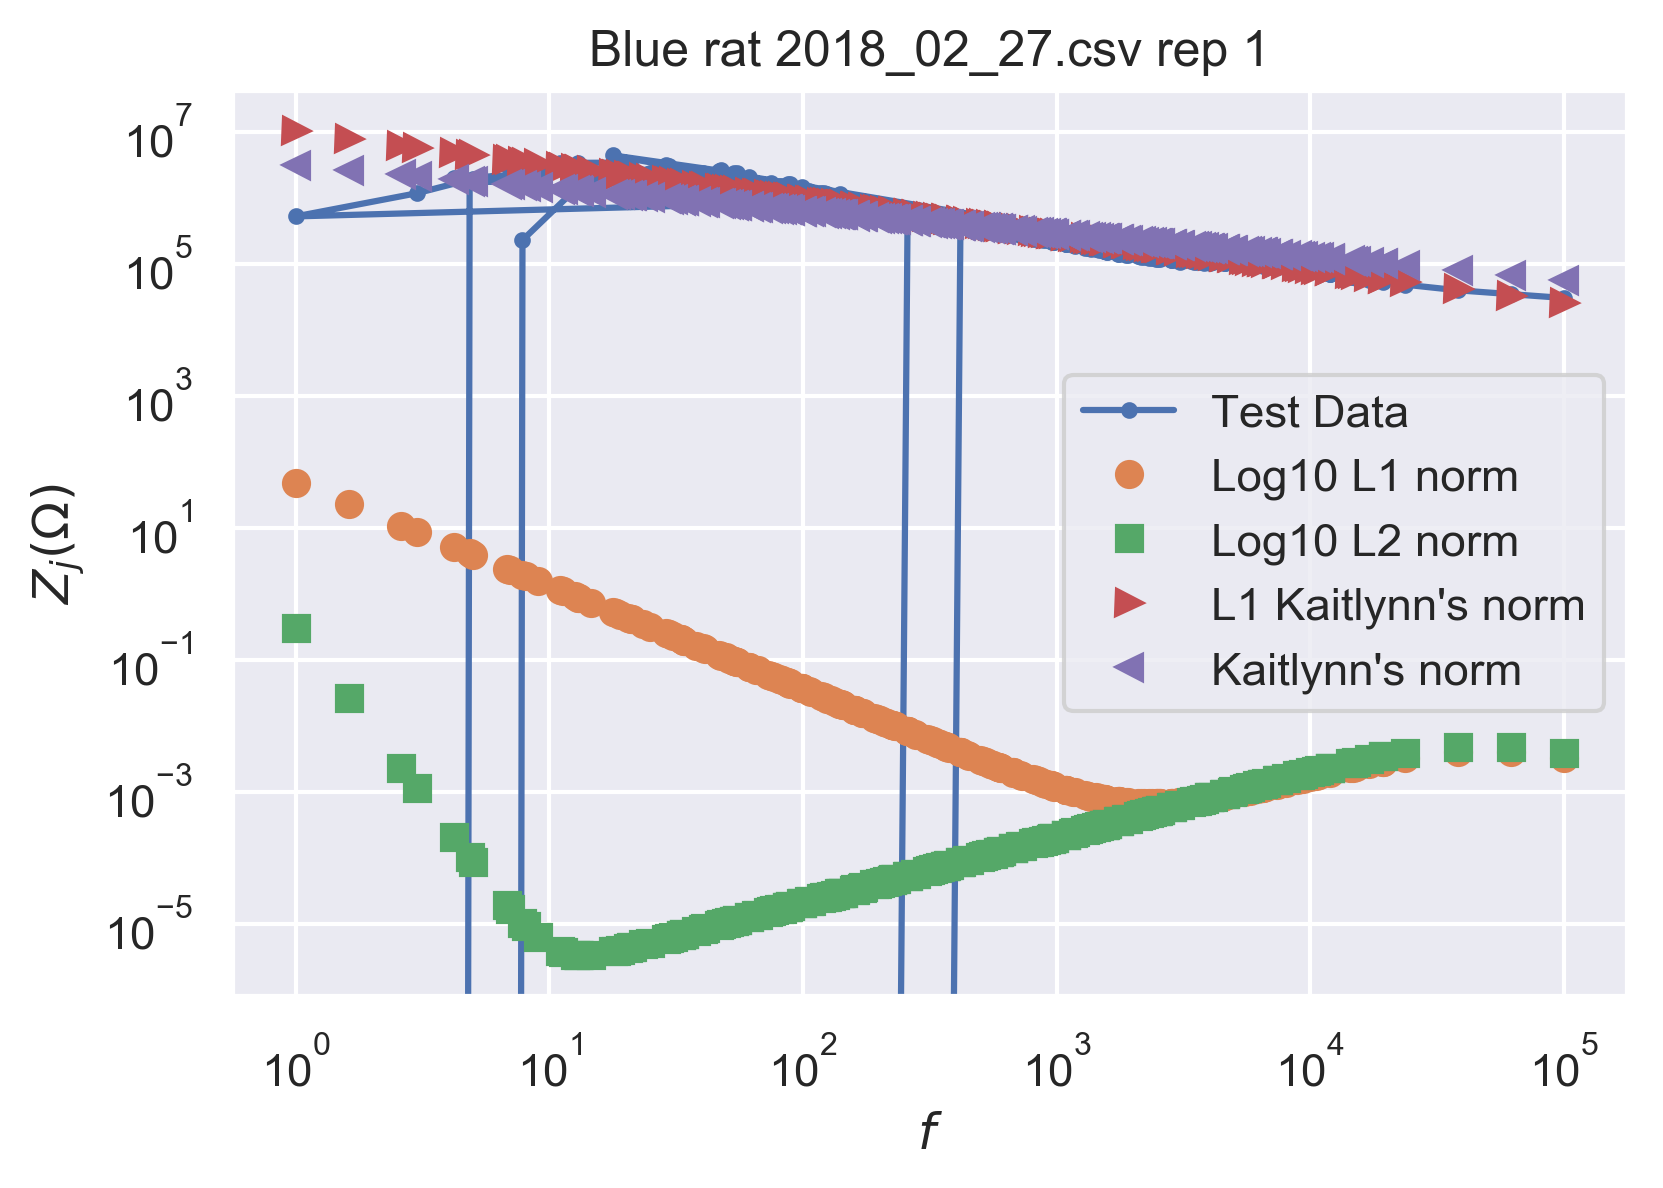 Blue rat 2018_02_27.csv rep 1
10^7
10^5
10^3
10^1
10^−1
10^−3
10^−5
Z_j(Ω)
Test Data
Log10 L1 norm
Log10 L2 norm
L1 Kaitlynn's norm
Kaitlynn's norm
10^0 10^1 10^2 10^3 10^4 10^5
f